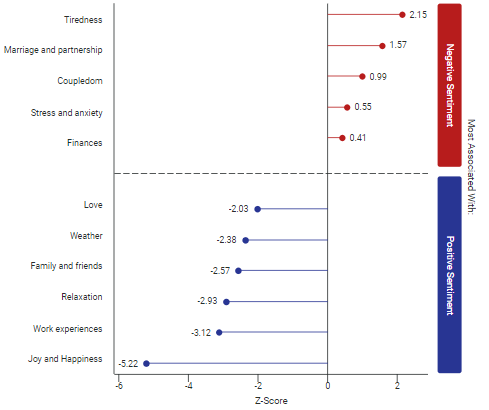 Tiredness
2.15
Marriage and partnership
1.57
Coupledom
0.99
Stress and anxiety
0.55
Finances
0.41
Negative Sentiment
Most Associated With:
Love
-2.03
Weather
-2.38
Family and friends
-2.57
Relaxation
-2.93
Work experiences
-3.12
Joy and Happiness
-5.22
Positive Sentiment
-6 -4 -2 0 2
Z-Score